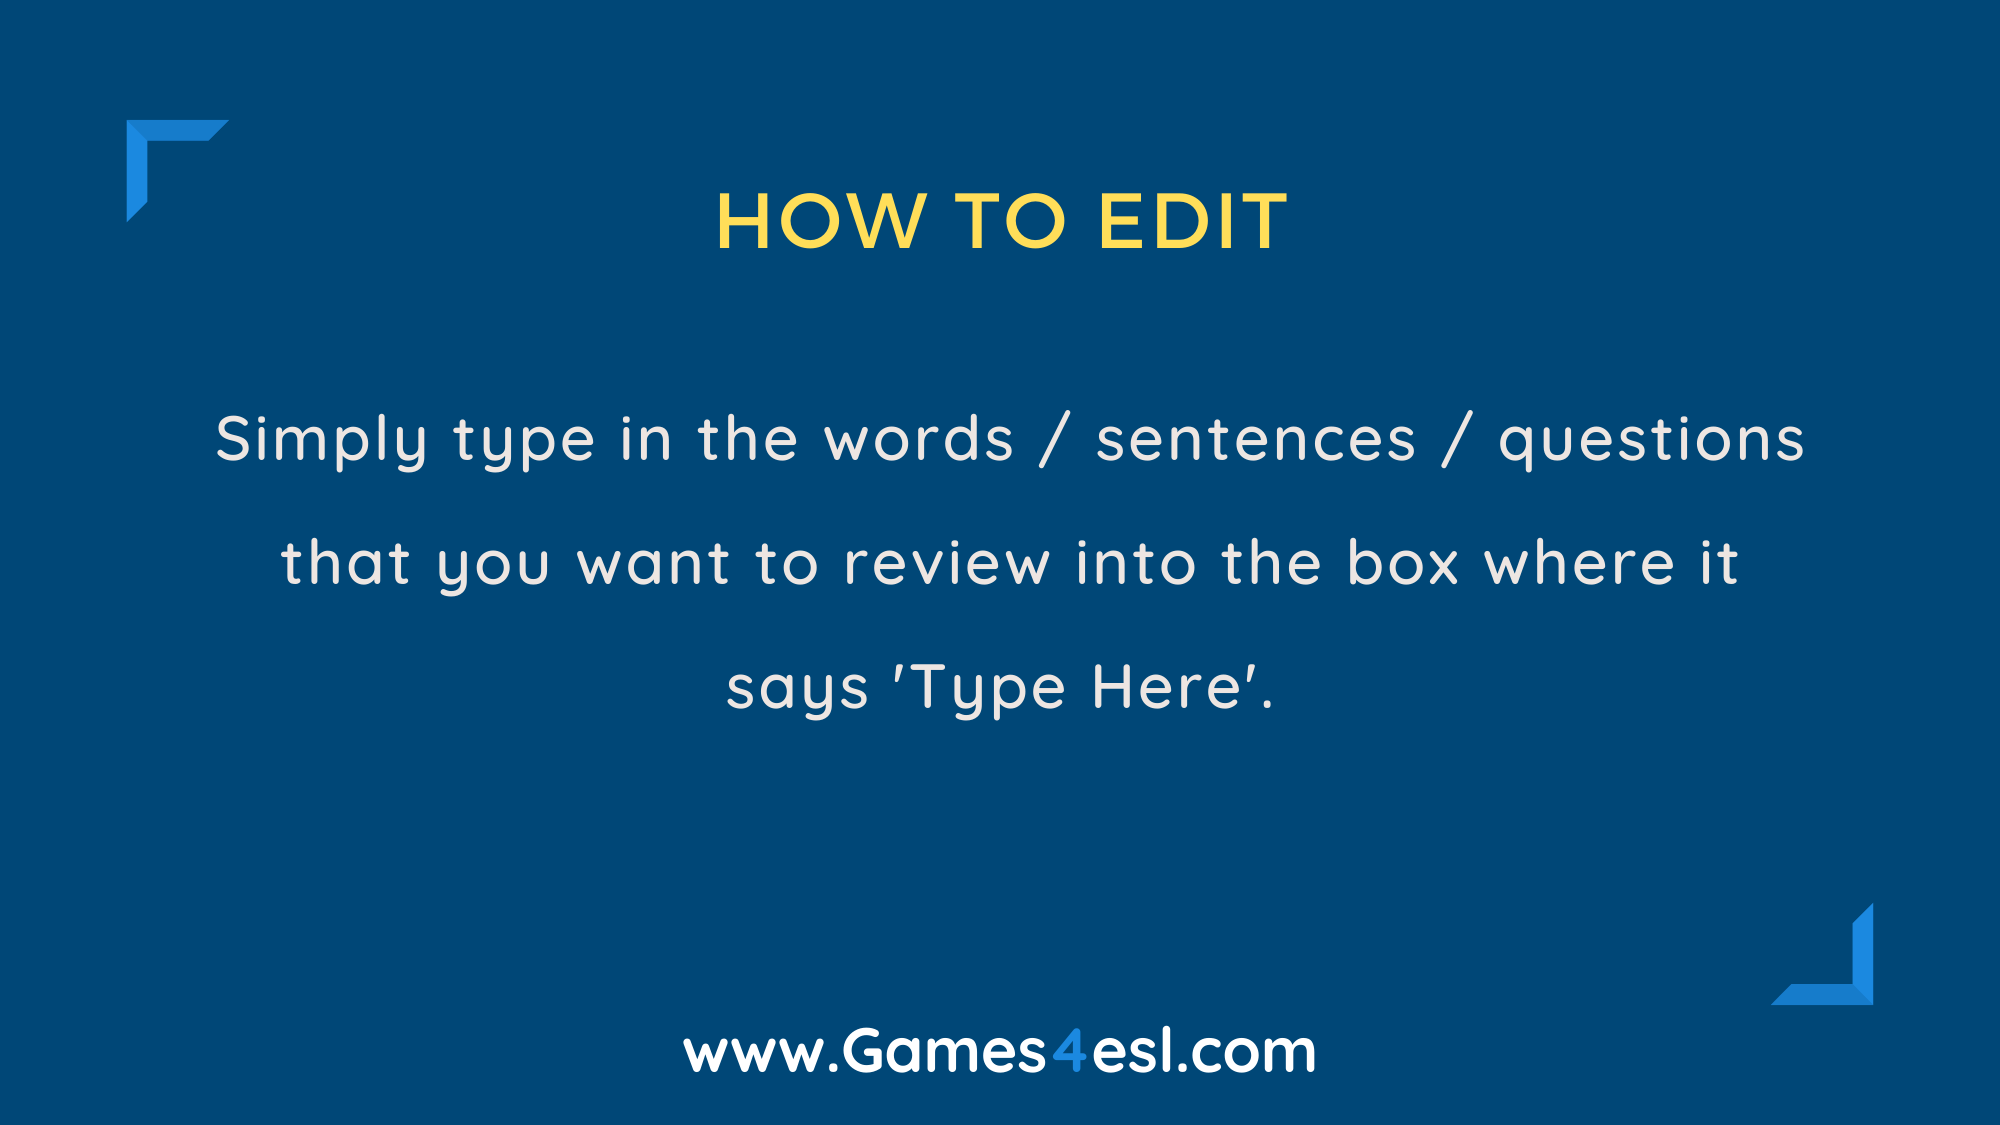 HOW TO EDIT
Simply type in the words / sentences / questions
that you want to review into the box where it
says 'Type Here'.
www.Games4esl.com